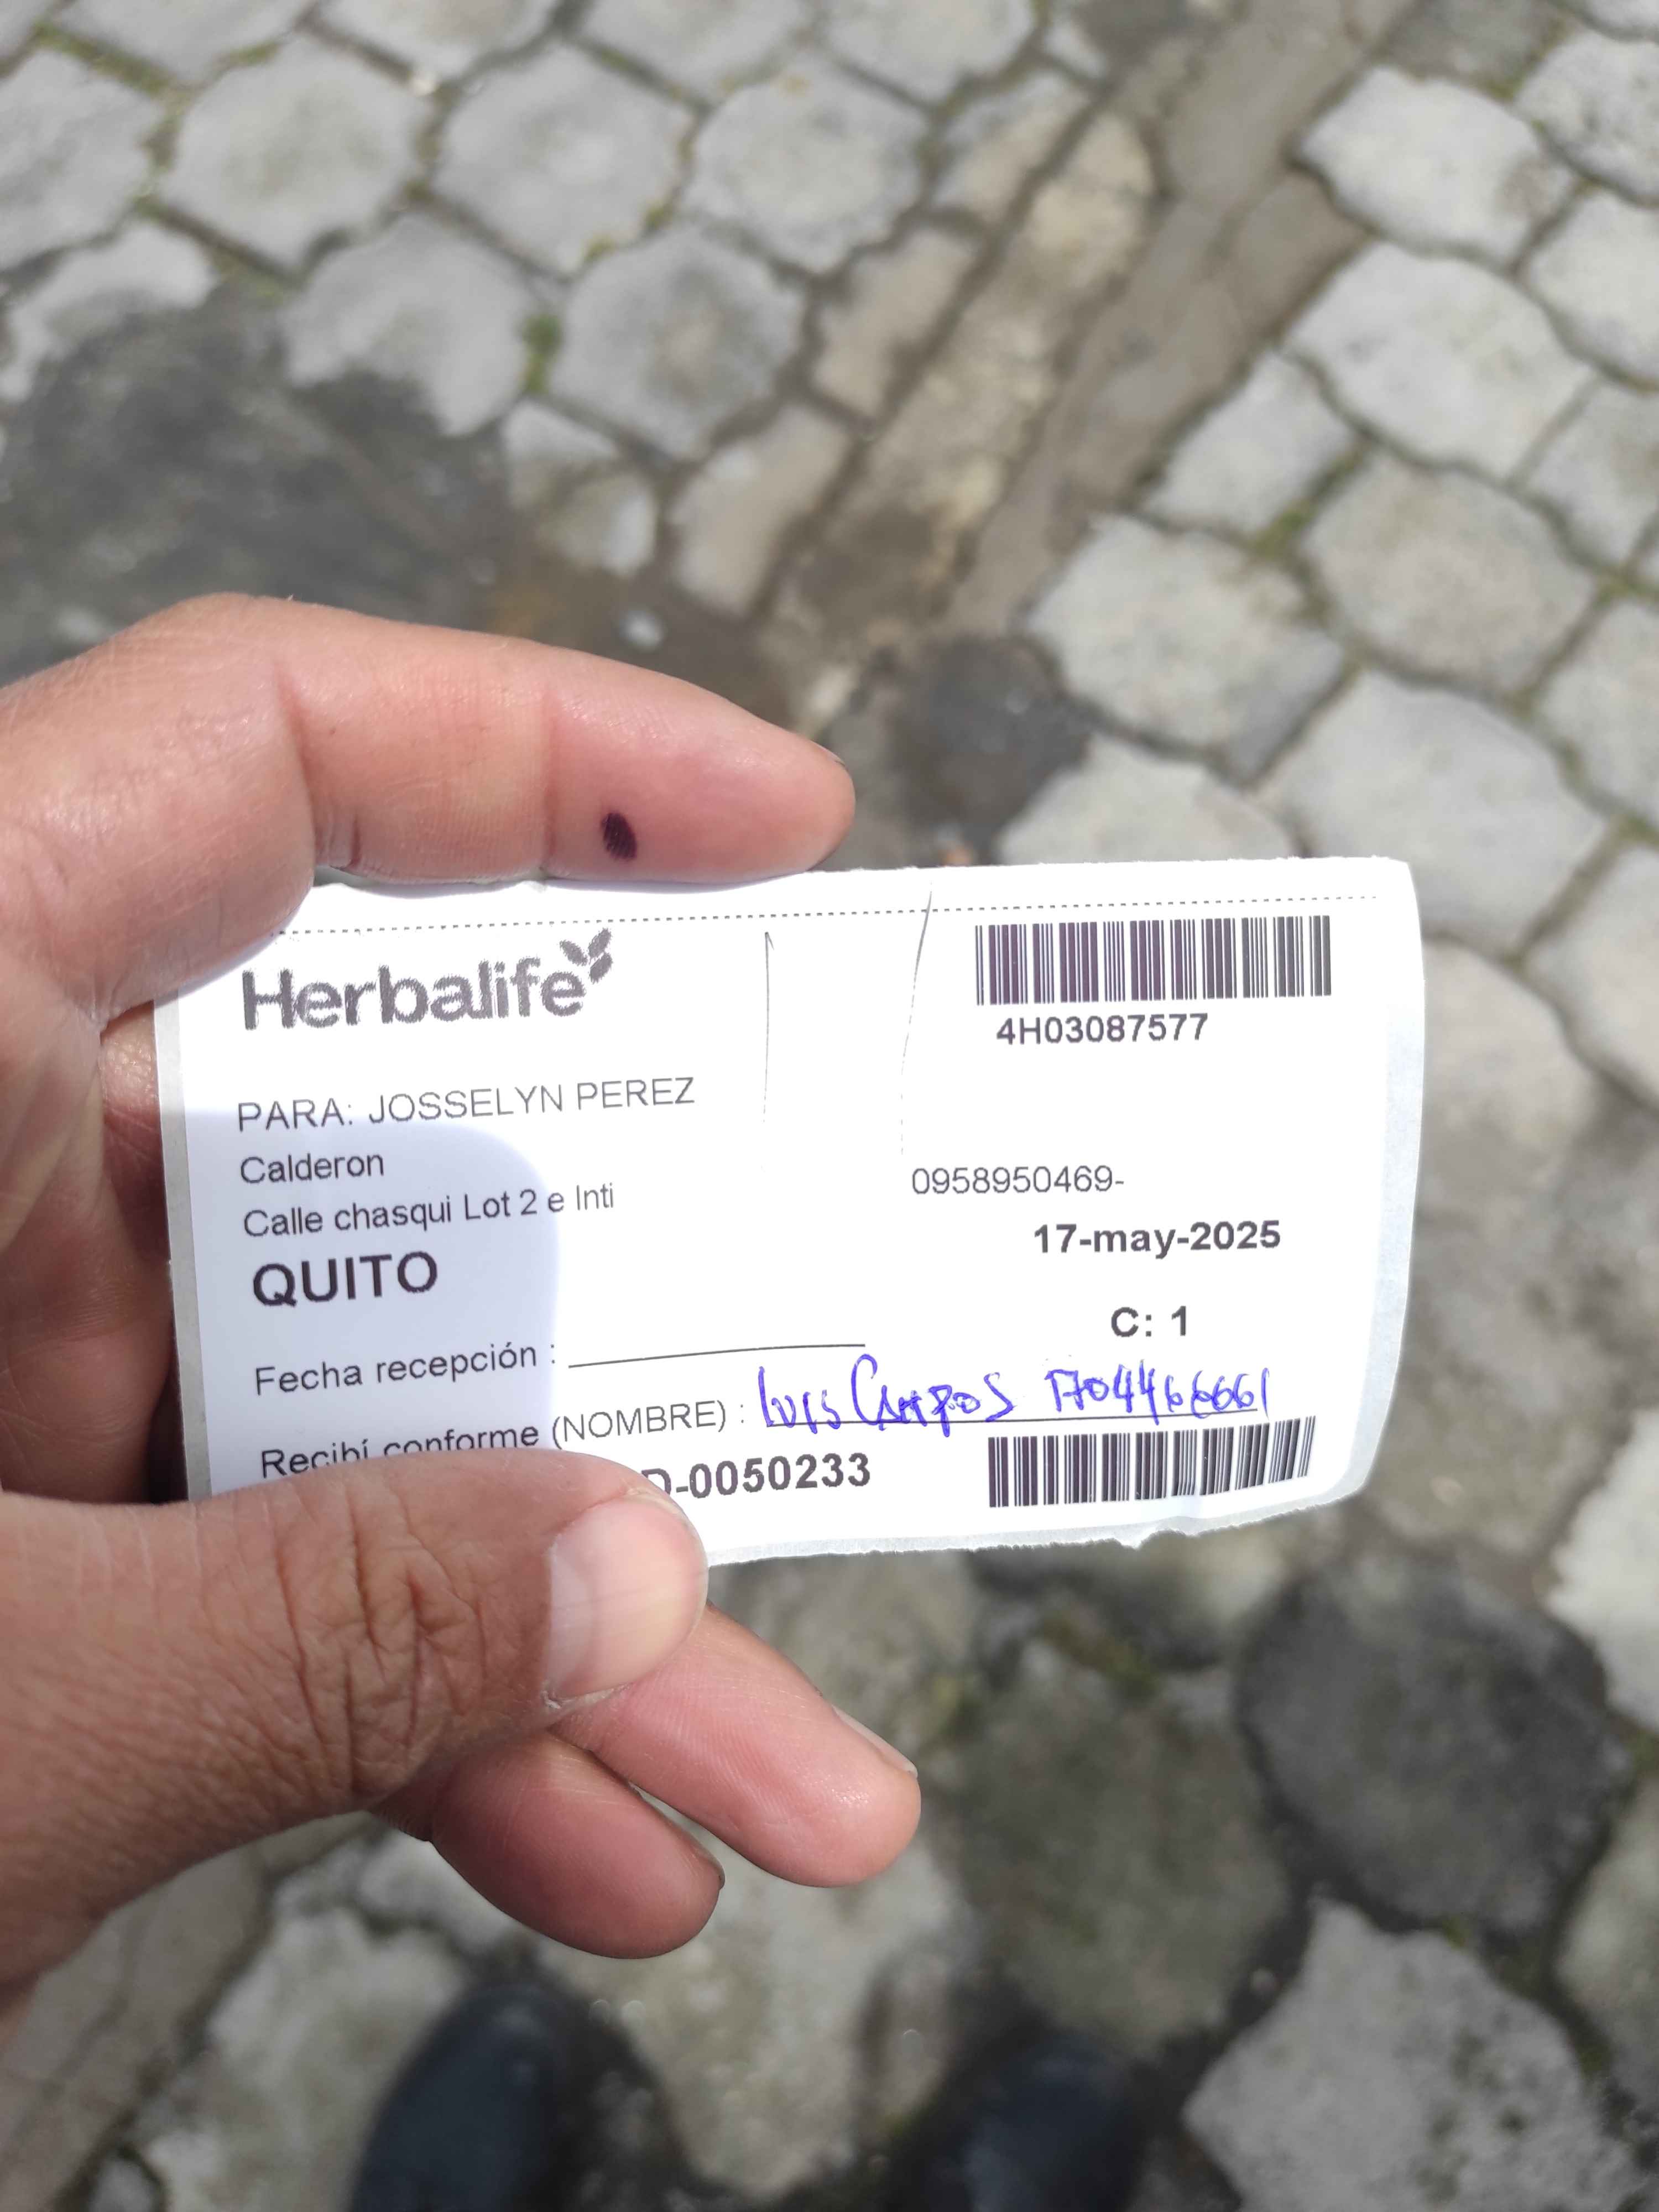 Herbalife
4H03087577
PARA: JOSSELYN PEREZ
Calderon
0958950469-
Calle chasqui Lot 2 e Inti
17-may-2025
QUITO
C: 1
Fecha recepción :
Recibí conforme (NOMBRE) : Luis Campos 1704466661
D-0050233